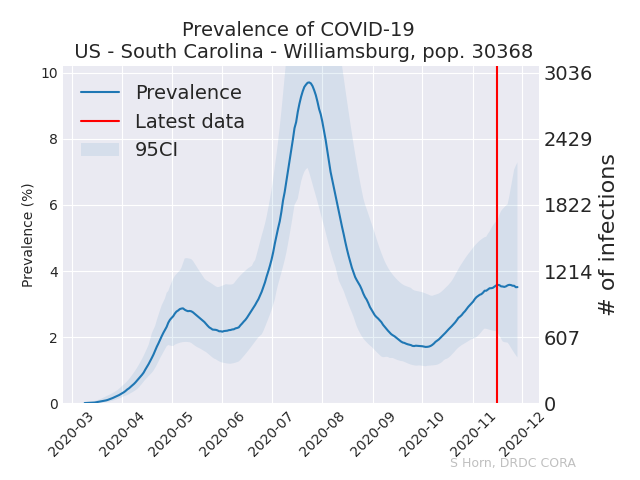 Prevalence of COVID-19
US - South Carolina - Williamsburg, pop. 30368
Prevalence
Latest data
95CI
Prevalence (%)
10
8
6
4
2
0
3036
2429
1822
1214
607
0
# of infections
2020-03
2020-04
2020-05
2020-06
2020-07
2020-08
2020-09
2020-10
2020-11
2020-12
S Horn, DRDC CORA